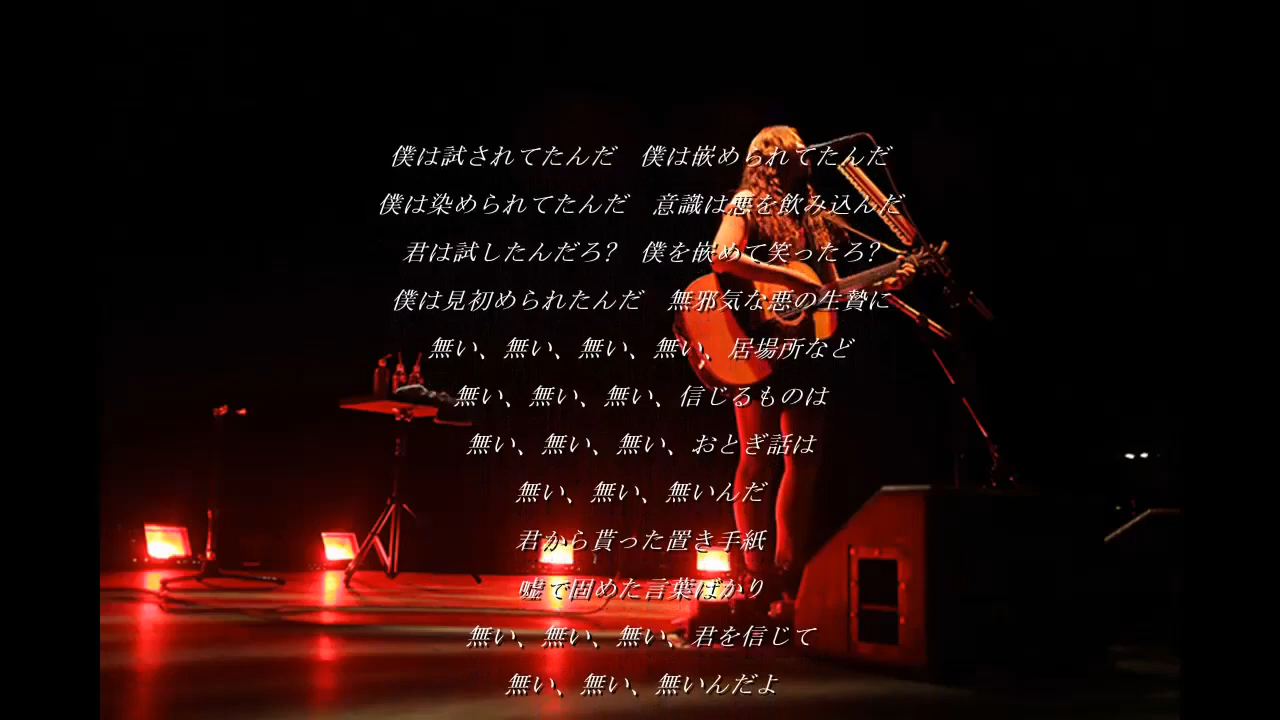 僕は試されてたんだ　僕は嵌められてたんだ
僕は染められてたんだ　意識は悪を飲み込んだ
君は試したんだろ?　僕を嵌めて笑ったろ?
僕は見初められたんだ　無邪気な悪の生贄に
無い、無い、無い、無い、居場所など
無い、無い、無い、信じるものは
無い、無い、無い、おとぎ話は
無い、無い、無いんだ
君から貰った置き手紙
嘘で固めた言葉ばかり
無い、無い、無い、君を信じて
無い、無い、無いんだよ